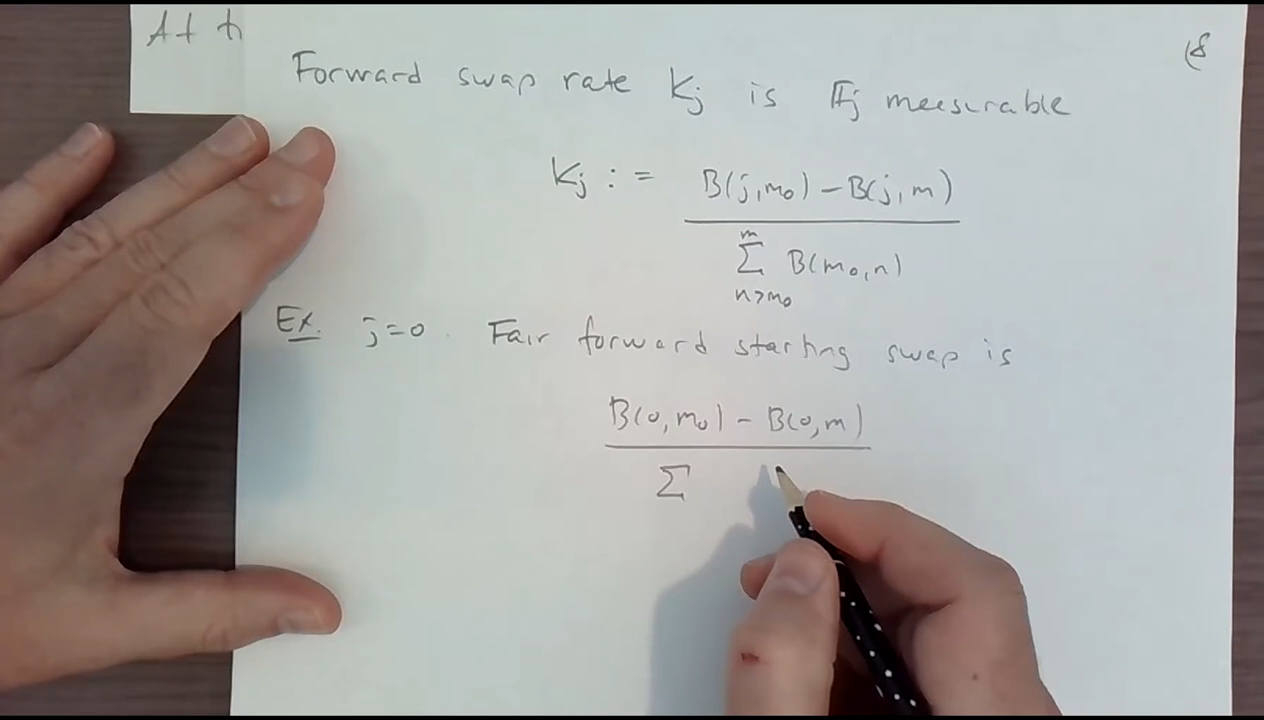 At t
(8
Forward swap rate Kj is Fj measurable
Kj := B(j,m₀) - B(j,m)
m
Σ B(m₀,n)
n>m₀
Ex. j=0. Fair forward starting swap is
B(0,m₀) - B(0,m)
Σ